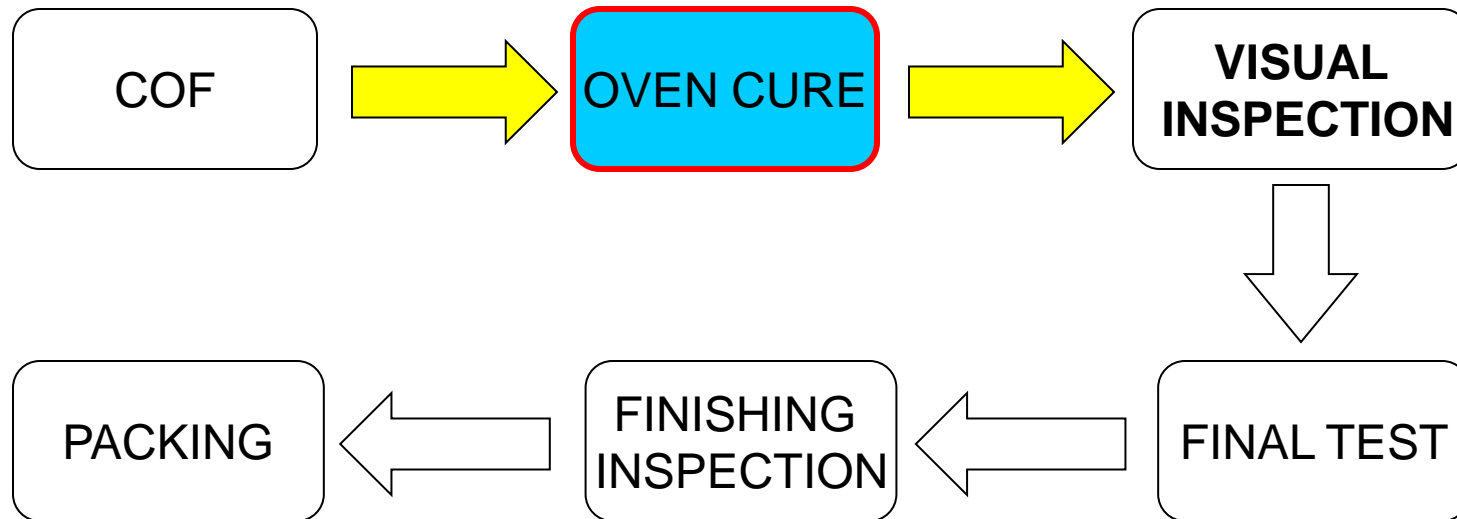 COF
OVEN CURE
VISUAL
INSPECTION
FINAL TEST
FINISHING
INSPECTION
PACKING